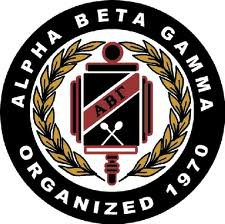 ALPHA BETA GAMMA
ΑΒΓ
ORGANIZED 1970